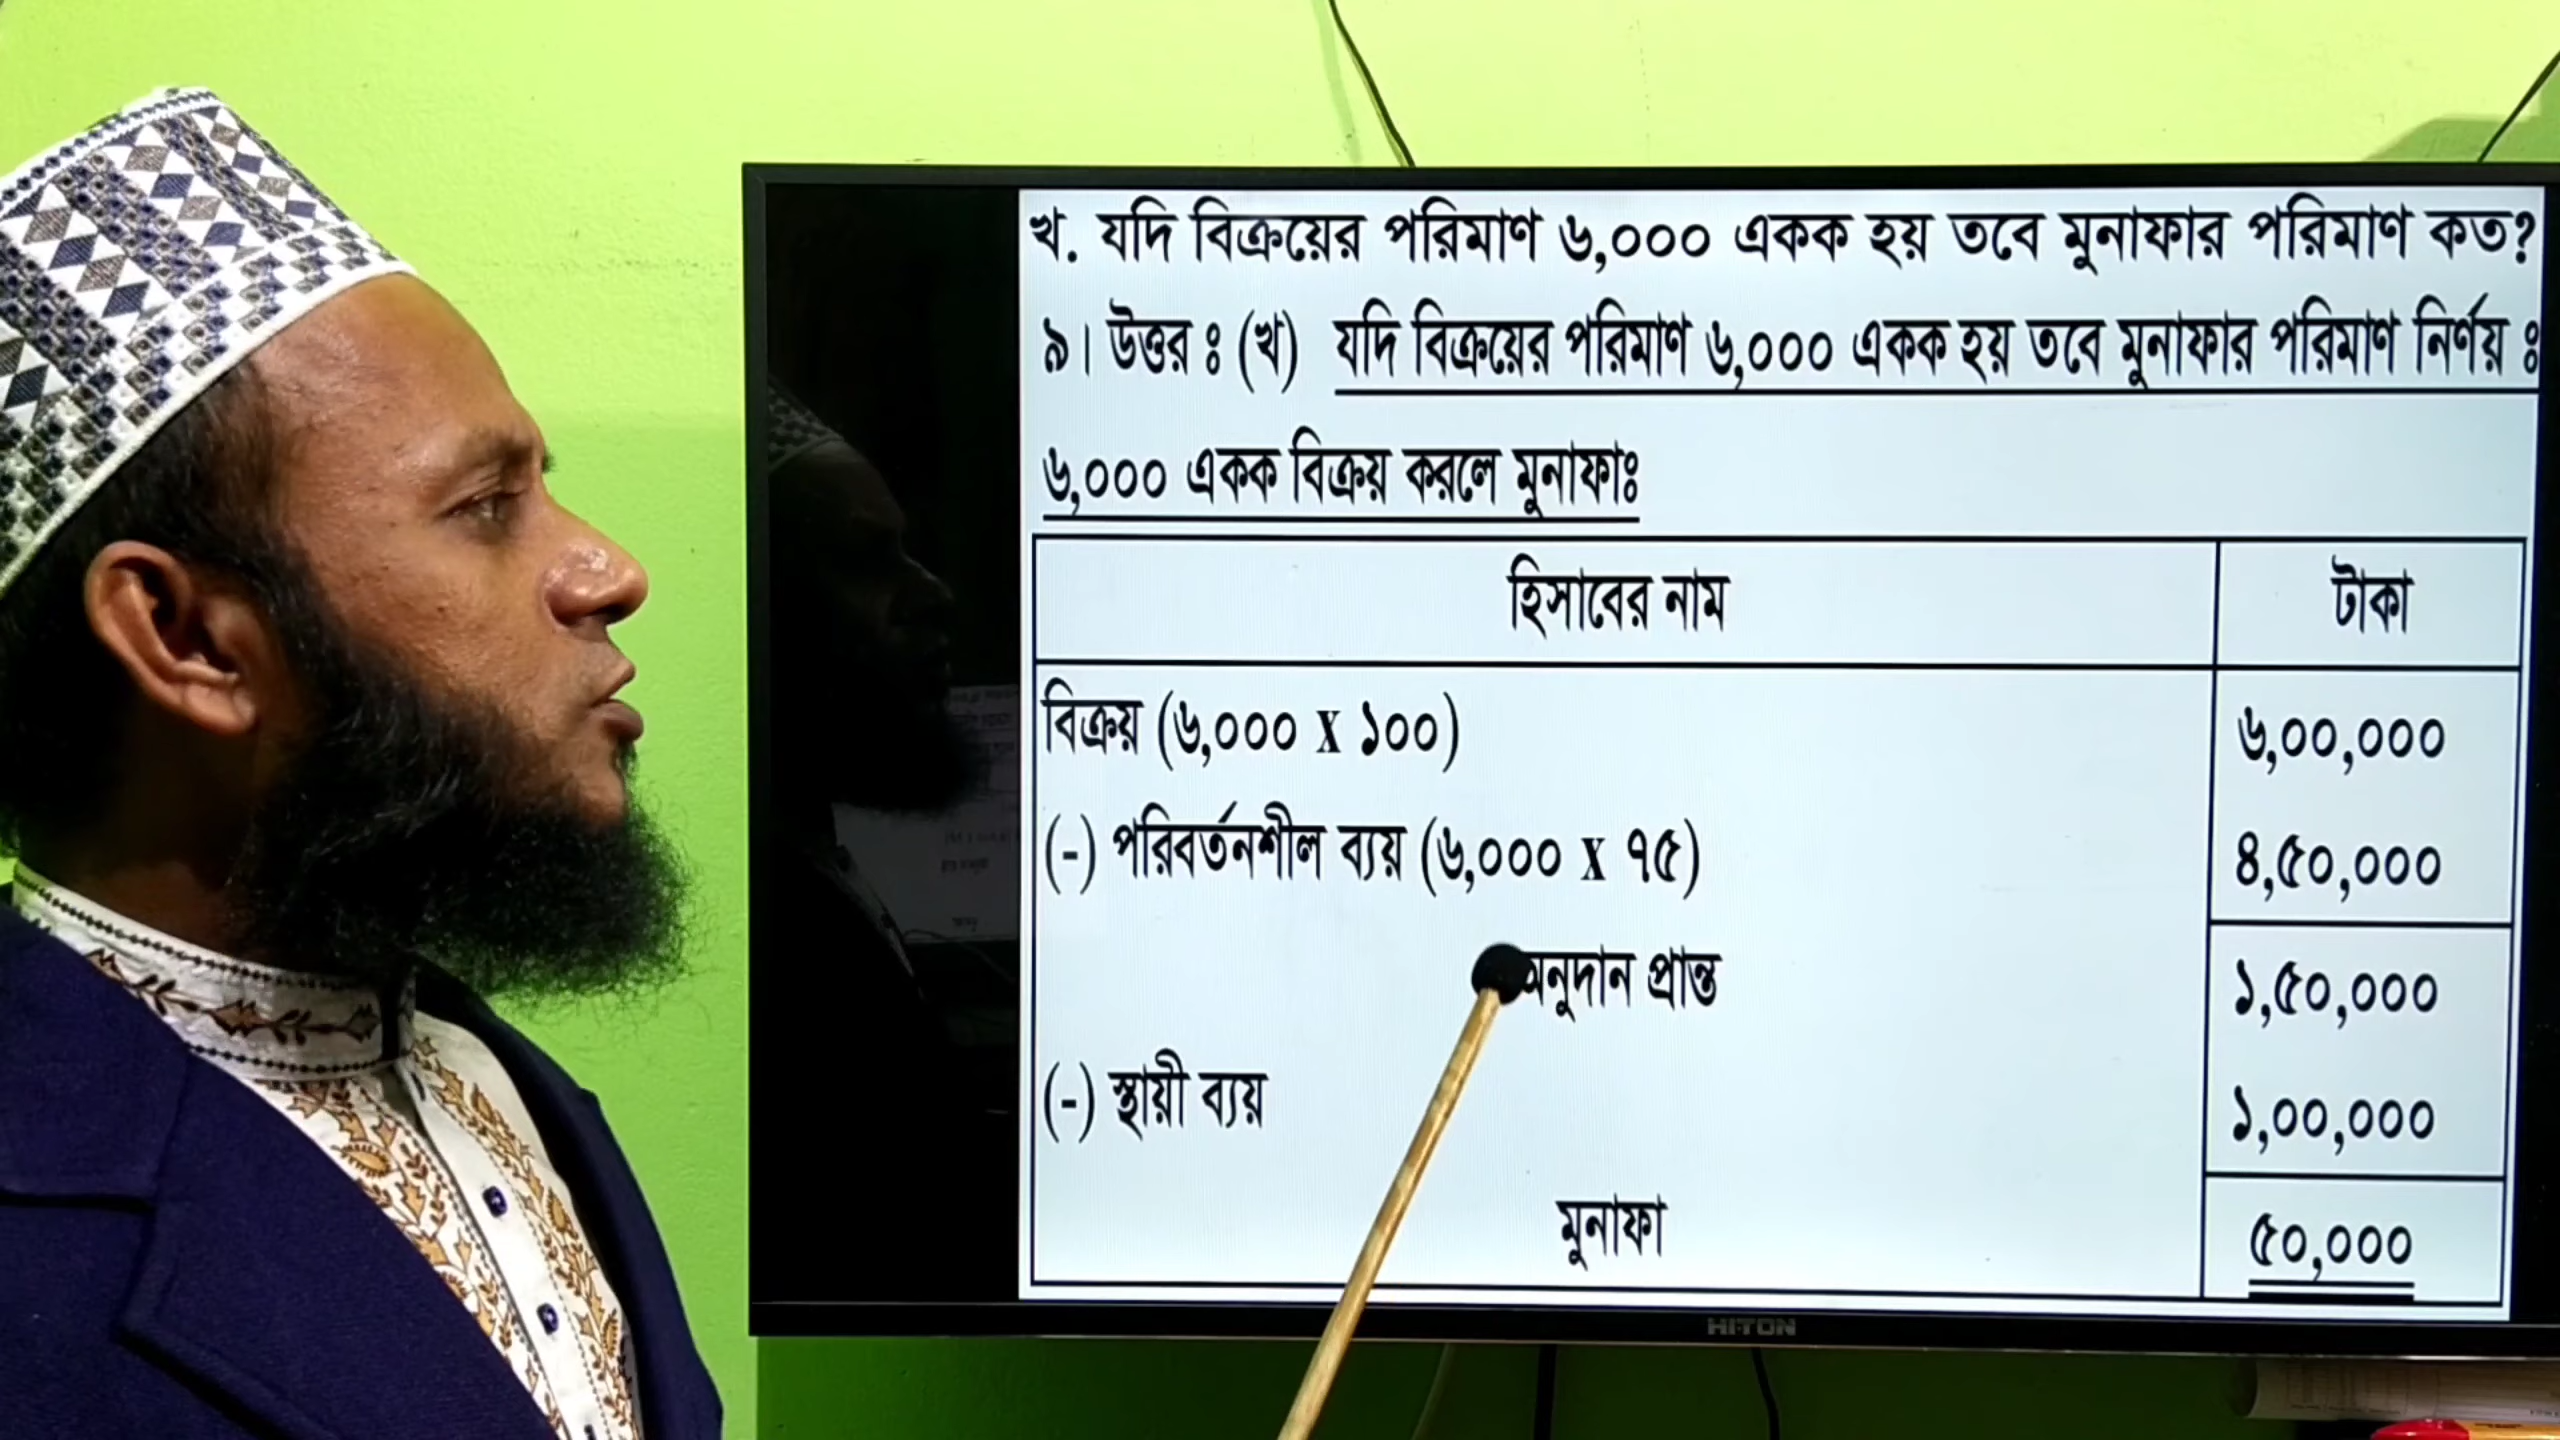 খ. যদি বিক্রয়ের পরিমাণ ৬,০০০ একক হয় তবে মুনাফার পরিমাণ কত?
৯। উত্তর ঃ (খ) যদি বিক্রয়ের পরিমাণ ৬,০০০ একক হয় তবে মুনাফার পরিমাণ নির্ণয় ঃ
৬,০০০ একক বিক্রয় করলে মুনাফাঃ
হিসাবের নাম টাকা
বিক্রয় (৬,০০০ x ১০০) ৬,০০,০০০
(-) পরিবর্তনশীল ব্যয় (৬,০০০ x ৭৫) ৪,৫০,০০০
অনুদান প্রান্ত ১,৫০,০০০
(-) স্থায়ী ব্যয় ১,০০,০০০
মুনাফা ৫০,০০০
HITON